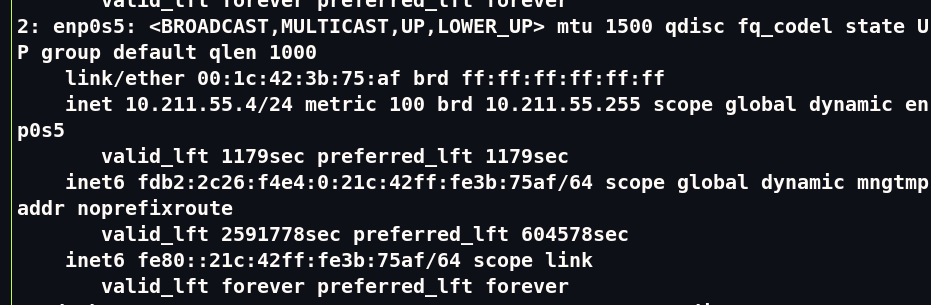 valid_lft forever preferred_lft forever
2: enp0s5: <BROADCAST,MULTICAST,UP,LOWER_UP> mtu 1500 qdisc fq_codel state U
P group default qlen 1000
link/ether 00:1c:42:3b:75:af brd ff:ff:ff:ff:ff:ff
inet 10.211.55.4/24 metric 100 brd 10.211.55.255 scope global dynamic en
p0s5
valid_lft 1179sec preferred_lft 1179sec
inet6 fdb2:2c26:f4e4:0:21c:42ff:fe3b:75af/64 scope global dynamic mngtmp
addr noprefixroute
valid_lft 2591778sec preferred_lft 604578sec
inet6 fe80::21c:42ff:fe3b:75af/64 scope link
valid_lft forever preferred_lft forever